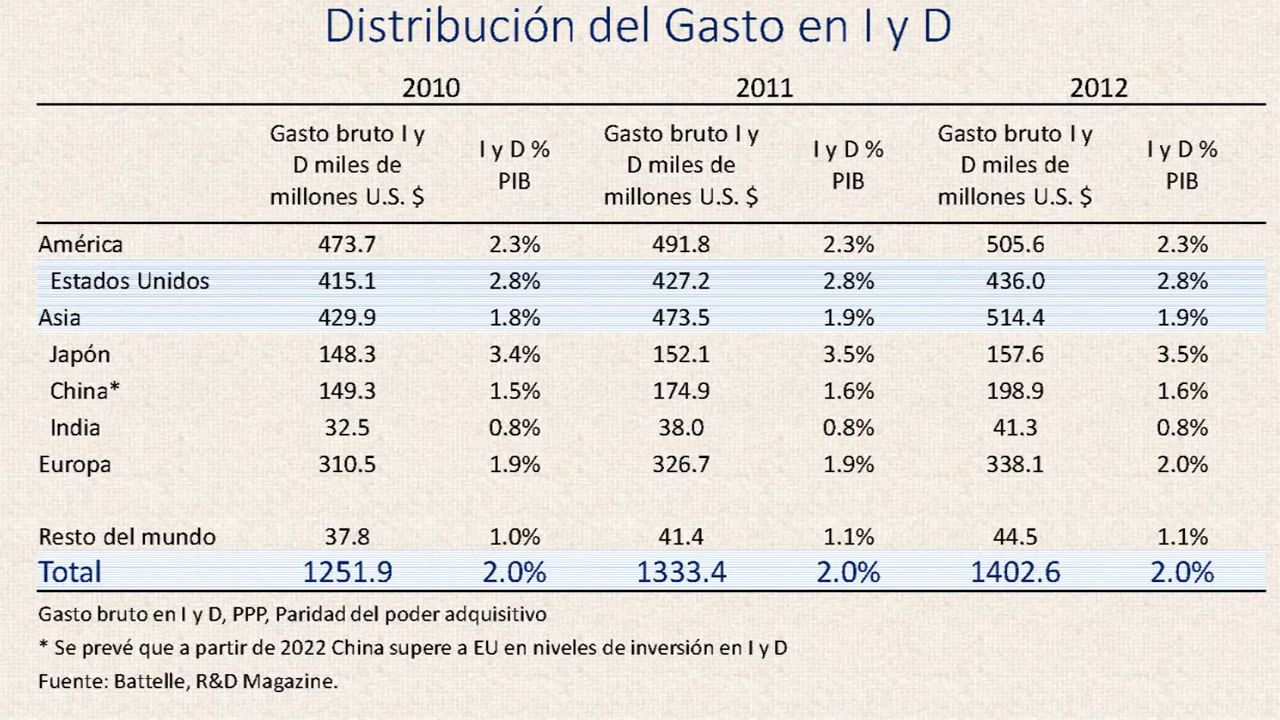 Distribución del Gasto en I y D
2010 2011 2012
Gasto bruto I y D miles de millones U.S. $ I y D % PIB Gasto bruto I y D miles de millones U.S. $ I y D % PIB Gasto bruto I y D miles de millones U.S. $ I y D % PIB
América 473.7 2.3% 491.8 2.3% 505.6 2.3%
Estados Unidos 415.1 2.8% 427.2 2.8% 436.0 2.8%
Asia 429.9 1.8% 473.5 1.9% 514.4 1.9%
Japón 148.3 3.4% 152.1 3.5% 157.6 3.5%
China* 149.3 1.5% 174.9 1.6% 198.9 1.6%
India 32.5 0.8% 38.0 0.8% 41.3 0.8%
Europa 310.5 1.9% 326.7 1.9% 338.1 2.0%
Resto del mundo 37.8 1.0% 41.4 1.1% 44.5 1.1%
Total 1251.9 2.0% 1333.4 2.0% 1402.6 2.0%
Gasto bruto en I y D, PPP, Paridad del poder adquisitivo
* Se prevé que a partir de 2022 China supere a EU en niveles de inversión en I y D
Fuente: Battelle, R&D Magazine.